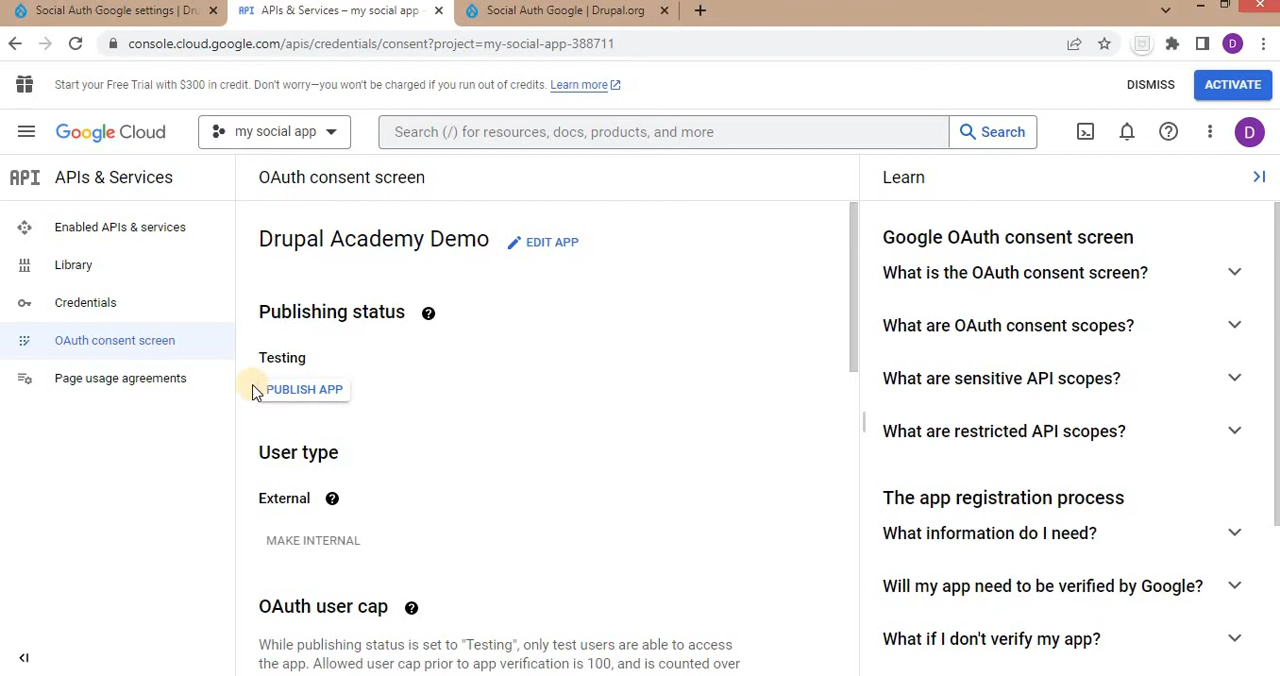 Social Auth Google settings | Dru
APIs & Services – my social app -
Social Auth Google | Drupal.org
console.cloud.google.com/apis/credentials/consent?project=my-social-app-388711
D
Start your Free Trial with $300 in credit. Don't worry—you won't be charged if you run out of credits. Learn more
DISMISS
ACTIVATE
Google Cloud
my social app
Search (/) for resources, docs, products, and more
Search
D
API APIs & Services
Enabled APIs & services
Library
Credentials
OAuth consent screen
Page usage agreements
OAuth consent screen
Drupal Academy Demo
EDIT APP
Publishing status
Testing
PUBLISH APP
User type
External
MAKE INTERNAL
OAuth user cap
While publishing status is set to "Testing", only test users are able to access
the app. Allowed user cap prior to app verification is 100, and is counted over
Learn
Google OAuth consent screen
What is the OAuth consent screen?
What are OAuth consent scopes?
What are sensitive API scopes?
What are restricted API scopes?
The app registration process
What information do I need?
Will my app need to be verified by Google?
What if I don't verify my app?